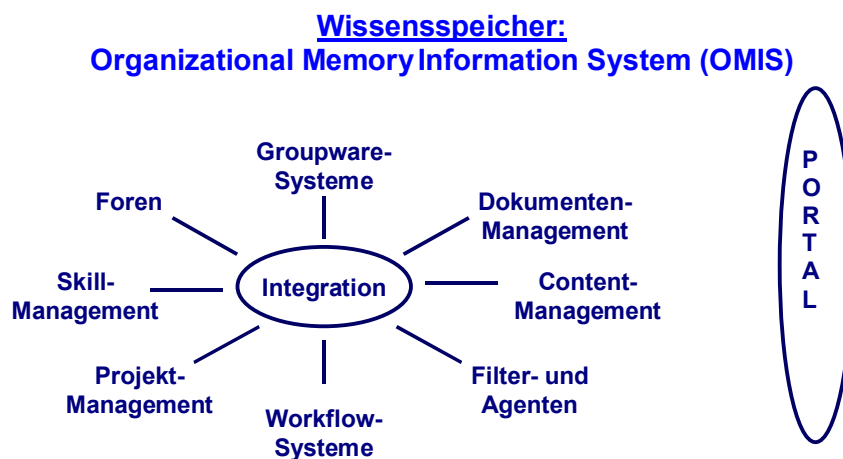 Wissensspeicher:
Organizational Memory Information System (OMIS)
Groupware-
Systeme
Foren
Dokumenten-
Management
Skill-
Management
Integration
Content-
Management
Projekt-
Management
Filter- und
Agenten
Workflow-
Systeme
P
O
R
T
A
L